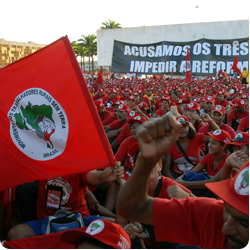 ACUSAMOS OS TRÊS
IMPEDIR A REFORM
MOVIMENTO DOS TRABALHADORES RURAIS SEM TERRA
BRASIL